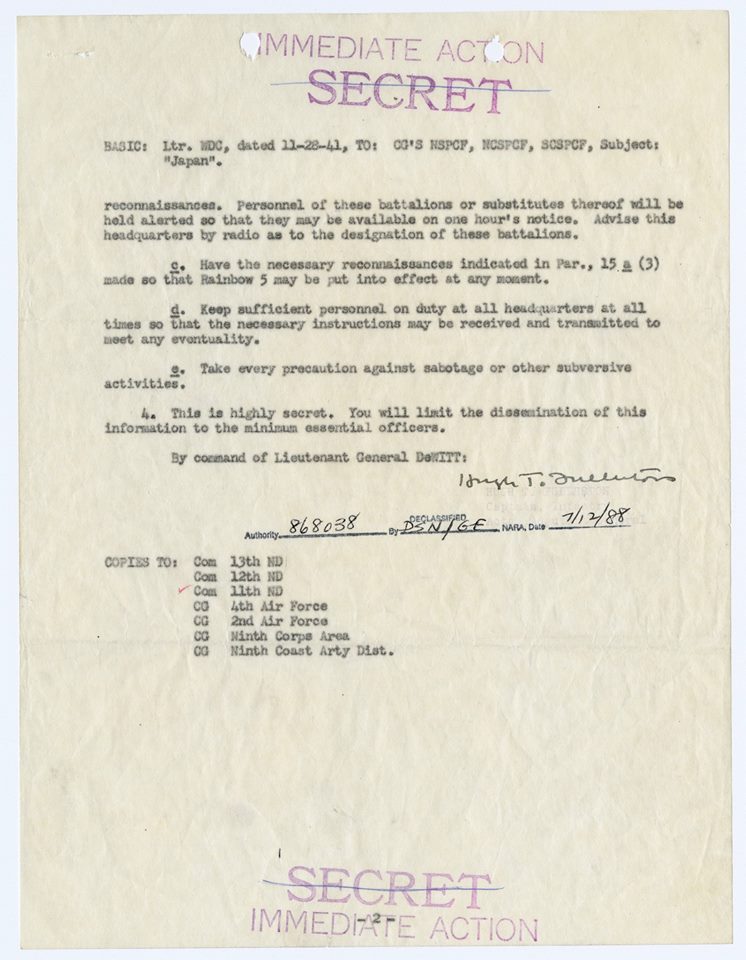 IMMEDIATE ACTION
SECRET
BASIC: Ltr. WDC, dated 11-28-41, TO: CG'S NSPCF, NCSPCF, SCSPCF, Subject:
"Japan".
reconnaissances. Personnel of these battalions or substitutes thereof will be
held alerted so that they may be available on one hour's notice. Advise this
headquarters by radio as to the designation of these battalions.
c. Have the necessary reconnaissances indicated in Par., 15 a (3)
made so that Rainbow 5 may be put into effect at any moment.
d. Keep sufficient personnel on duty at all headquarters at all
times so that the necessary instructions may be received and transmitted to
meet any eventuality.
e. Take every precaution against sabotage or other subversive
activities.
4. This is highly secret. You will limit the dissemination of this
information to the minimum essential officers.
By command of Lieutenant General DeWITT:
Hugh T. Fullerton
DECLASSIFIED
Authority 868038 By DSN/GE NARA, Date 7/12/88
COPIES TO: Com 13th ND
Com 12th ND
Com 11th ND
CG 4th Air Force
CG 2nd Air Force
CG Ninth Corps Area
CG Ninth Coast Arty Dist.
SECRET
-2-
IMMEDIATE ACTION